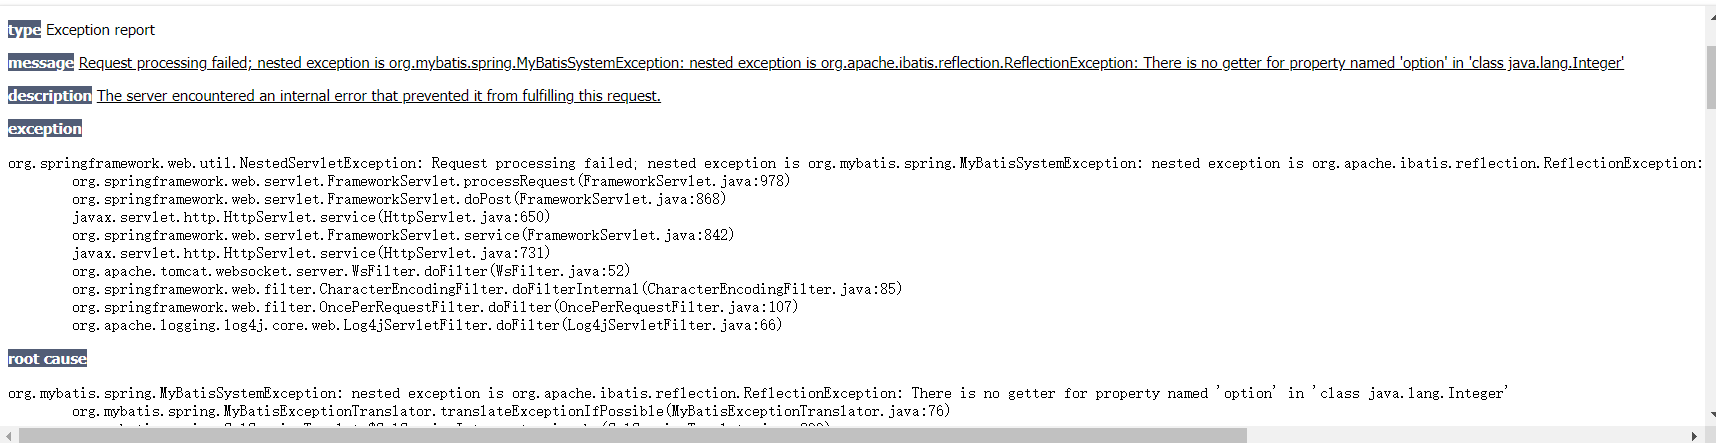 type Exception report
message Request processing failed; nested exception is org.mybatis.spring.MyBatisSystemException: nested exception is org.apache.ibatis.reflection.ReflectionException: There is no getter for property named 'option' in 'class java.lang.Integer'
description The server encountered an internal error that prevented it from fulfilling this request.
exception
org.springframework.web.util.NestedServletException: Request processing failed; nested exception is org.mybatis.spring.MyBatisSystemException: nested exception is org.apache.ibatis.reflection.ReflectionException:
org.springframework.web.servlet.FrameworkServlet.processRequest(FrameworkServlet.java:978)
org.springframework.web.servlet.FrameworkServlet.doPost(FrameworkServlet.java:868)
javax.servlet.http.HttpServlet.service(HttpServlet.java:650)
org.springframework.web.servlet.FrameworkServlet.service(FrameworkServlet.java:842)
javax.servlet.http.HttpServlet.service(HttpServlet.java:731)
org.apache.tomcat.websocket.server.WsFilter.doFilter(WsFilter.java:52)
org.springframework.web.filter.CharacterEncodingFilter.doFilterInternal(CharacterEncodingFilter.java:85)
org.springframework.web.filter.OncePerRequestFilter.doFilter(OncePerRequestFilter.java:107)
org.apache.logging.log4j.core.web.Log4jServletFilter.doFilter(Log4jServletFilter.java:66)
root cause
org.mybatis.spring.MyBatisSystemException: nested exception is org.apache.ibatis.reflection.ReflectionException: There is no getter for property named 'option' in 'class java.lang.Integer'
org.mybatis.spring.MyBatisExceptionTranslator.translateExceptionIfPossible(MyBatisExceptionTranslator.java:76)